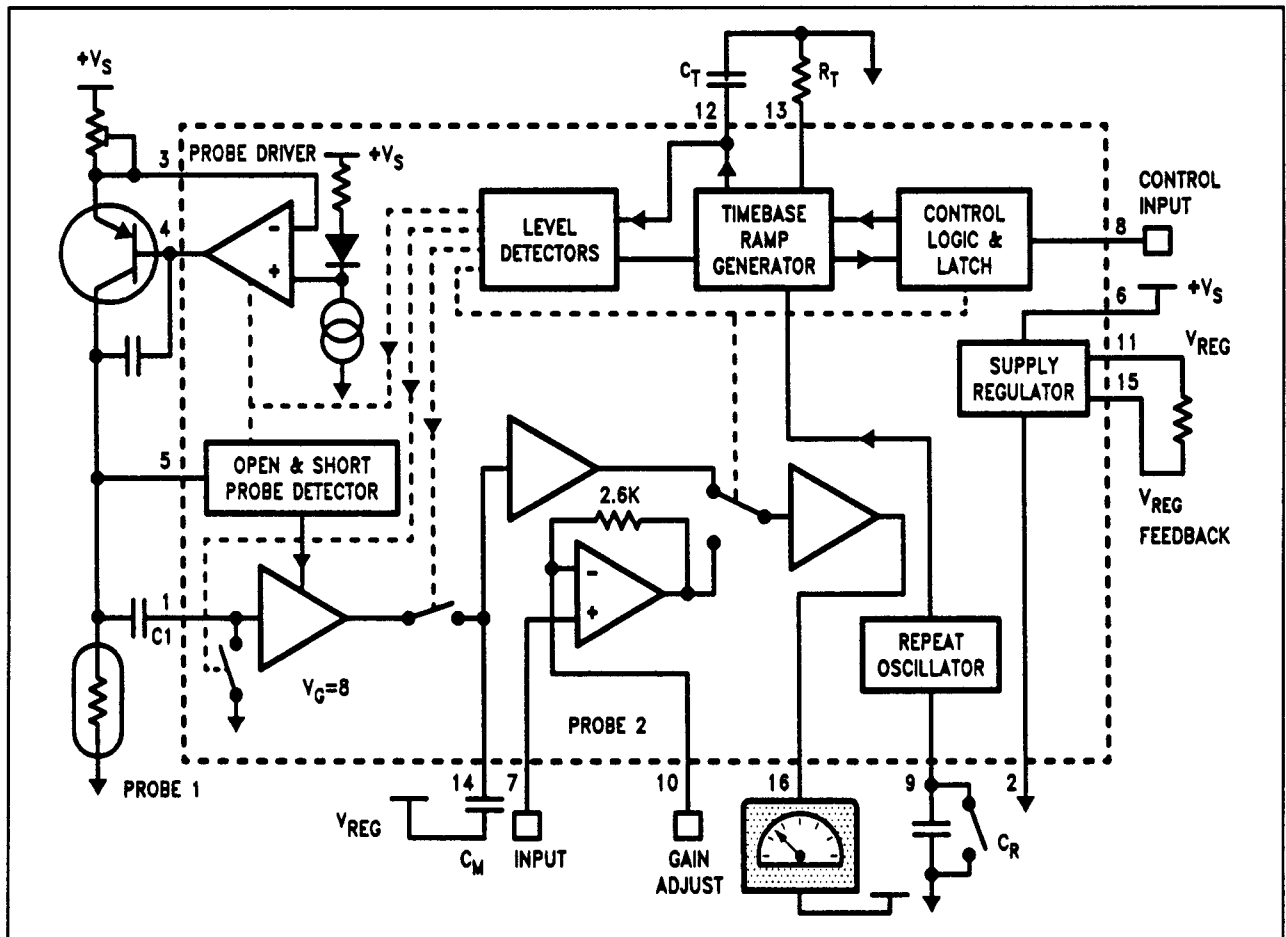 +VS
CT
RT
12
13
3
PROBE DRIVER
+VS
CONTROL
INPUT
4
-
+
LEVEL
DETECTORS
TIMEBASE
RAMP
GENERATOR
CONTROL
LOGIC &
LATCH
8
6
+VS
SUPPLY
REGULATOR
11
VREG
15
5
OPEN & SHORT
PROBE DETECTOR
2.6K
VREG
FEEDBACK
-
+
1
C1
VG=8
REPEAT
OSCILLATOR
PROBE 2
PROBE 1
14
7
10
16
9
2
VREG
CM
INPUT
GAIN
ADJUST
CR